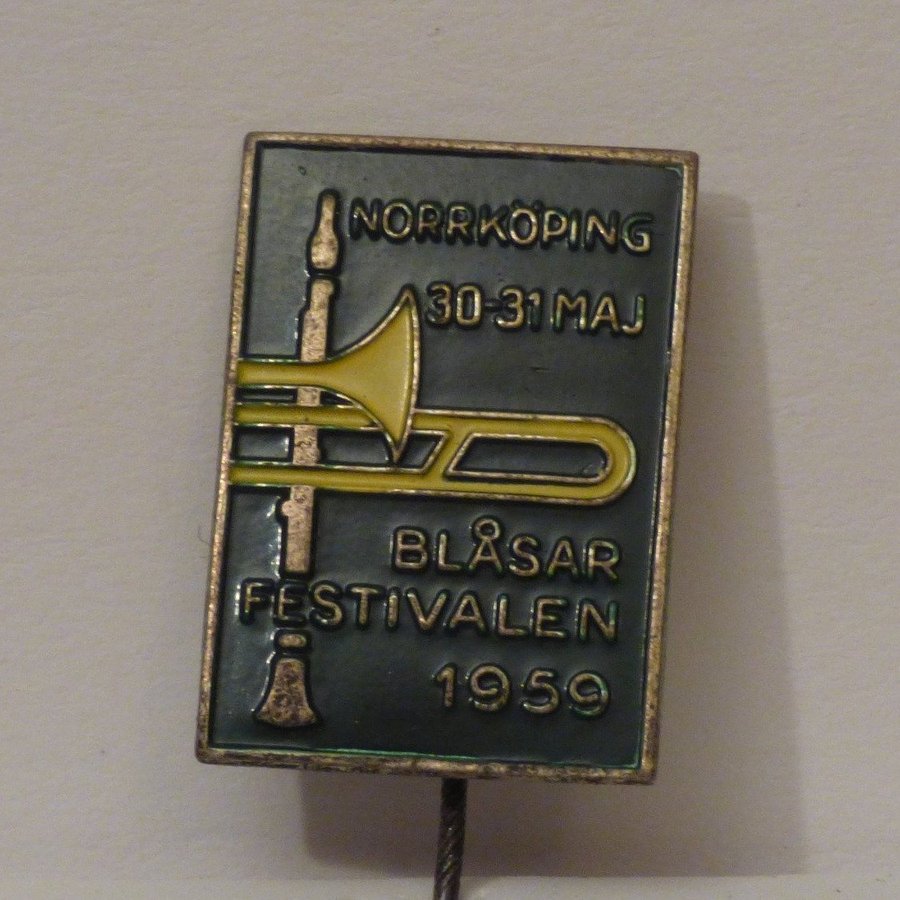 NORRKÖPING
30-31 MAJ
BLÅSAR
FESTIVALEN
1959